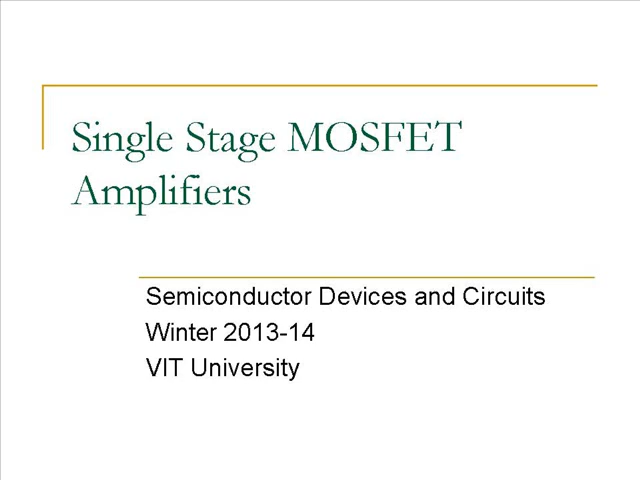 Single Stage MOSFET
Amplifiers
Semiconductor Devices and Circuits
Winter 2013-14
VIT University